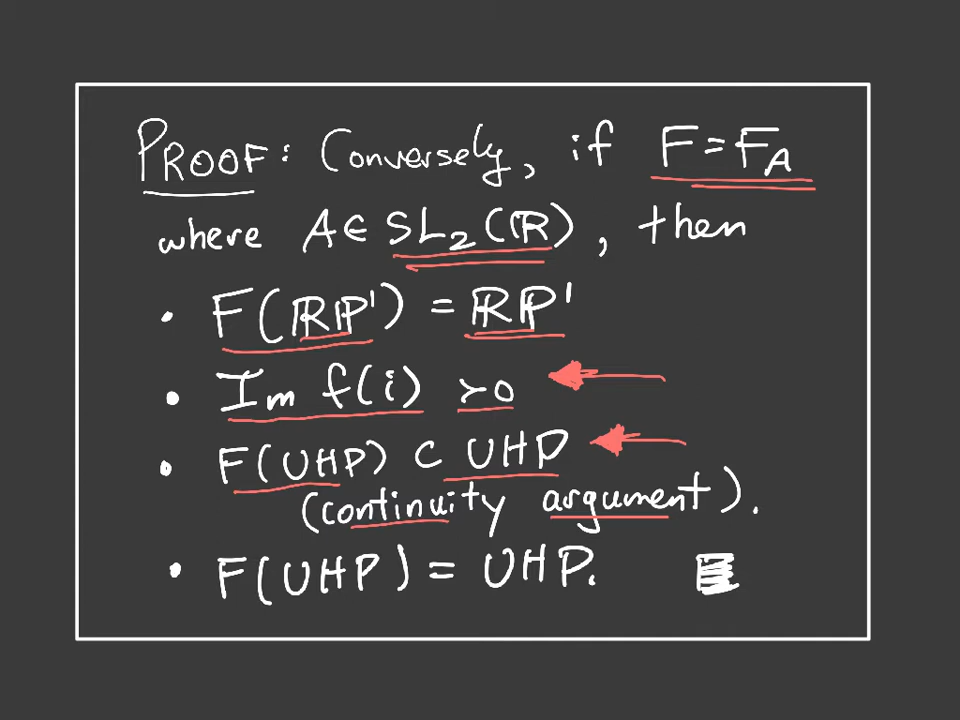 PROOF: Conversely, if F=F_A
where A∈ SL₂(ℝ), then
• F(ℝℙ¹) = ℝℙ¹
• Im f(i) >0
• F(UHP) ⊂ UHP
(continuity argument).
• F(UHP) = UHP.